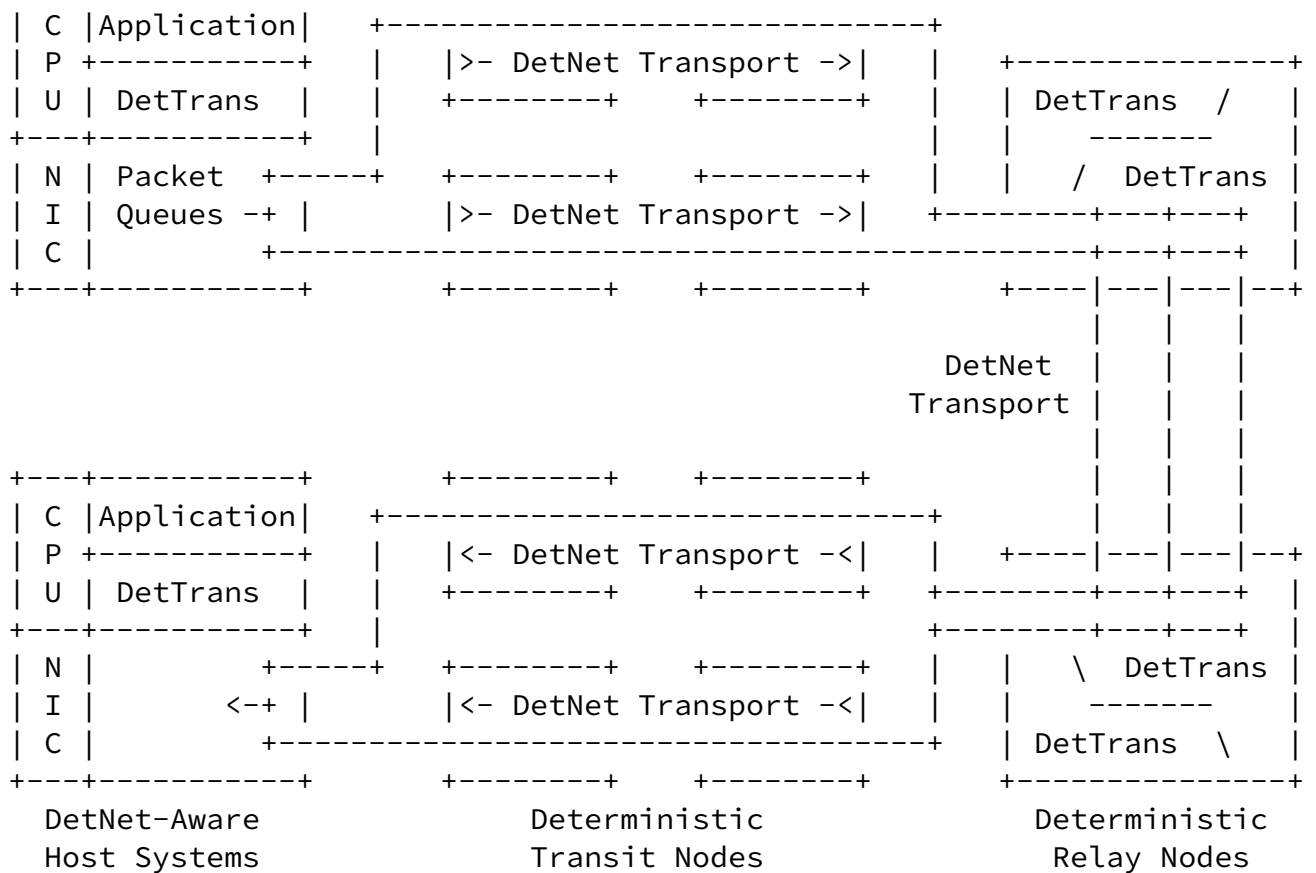 | C |Application|   +------------------------------+
| P +-----------+   |   |>- DetNet Transport ->|   |   +---------------+
| U | DetTrans  |   |   +--------+    +--------+   |   | DetTrans  /   |
+---+-----------+   |                              |   |    -------    |
| N | Packet  +-----+   +--------+    +--------+   |   |   /  DetTrans |
| I | Queues -+ |       |>- DetNet Transport ->|   +--------+---+---+  |
| C |         +---------------------------------------------+---+---+  |
+---+-----------+       +--------+    +--------+       +----|---|---|--+
                                                            |   |   |
                                                    DetNet  |   |   |
                                                  Transport |   |   |
                                                            |   |   |
+---+-----------+       +--------+    +--------+            |   |   |
| C |Application|   +------------------------------+        |   |   |
| P +-----------+   |   |<- DetNet Transport -<|   |   +----|---|---|--+
| U | DetTrans  |   |   +--------+    +--------+   +--------+---+---+  |
+---+-----------+   |                              +--------+---+---+  |
| N |         +-----+   +--------+    +--------+   |   |   \  DetTrans |
| I |       <-+ |       |<- DetNet Transport -<|   |   |    -------    |
| C |         +------------------------------------+   | DetTrans  \   |
+---+-----------+       +--------+    +--------+       +---------------+
  DetNet-Aware               Deterministic               Deterministic
  Host Systems               Transit Nodes                Relay Nodes